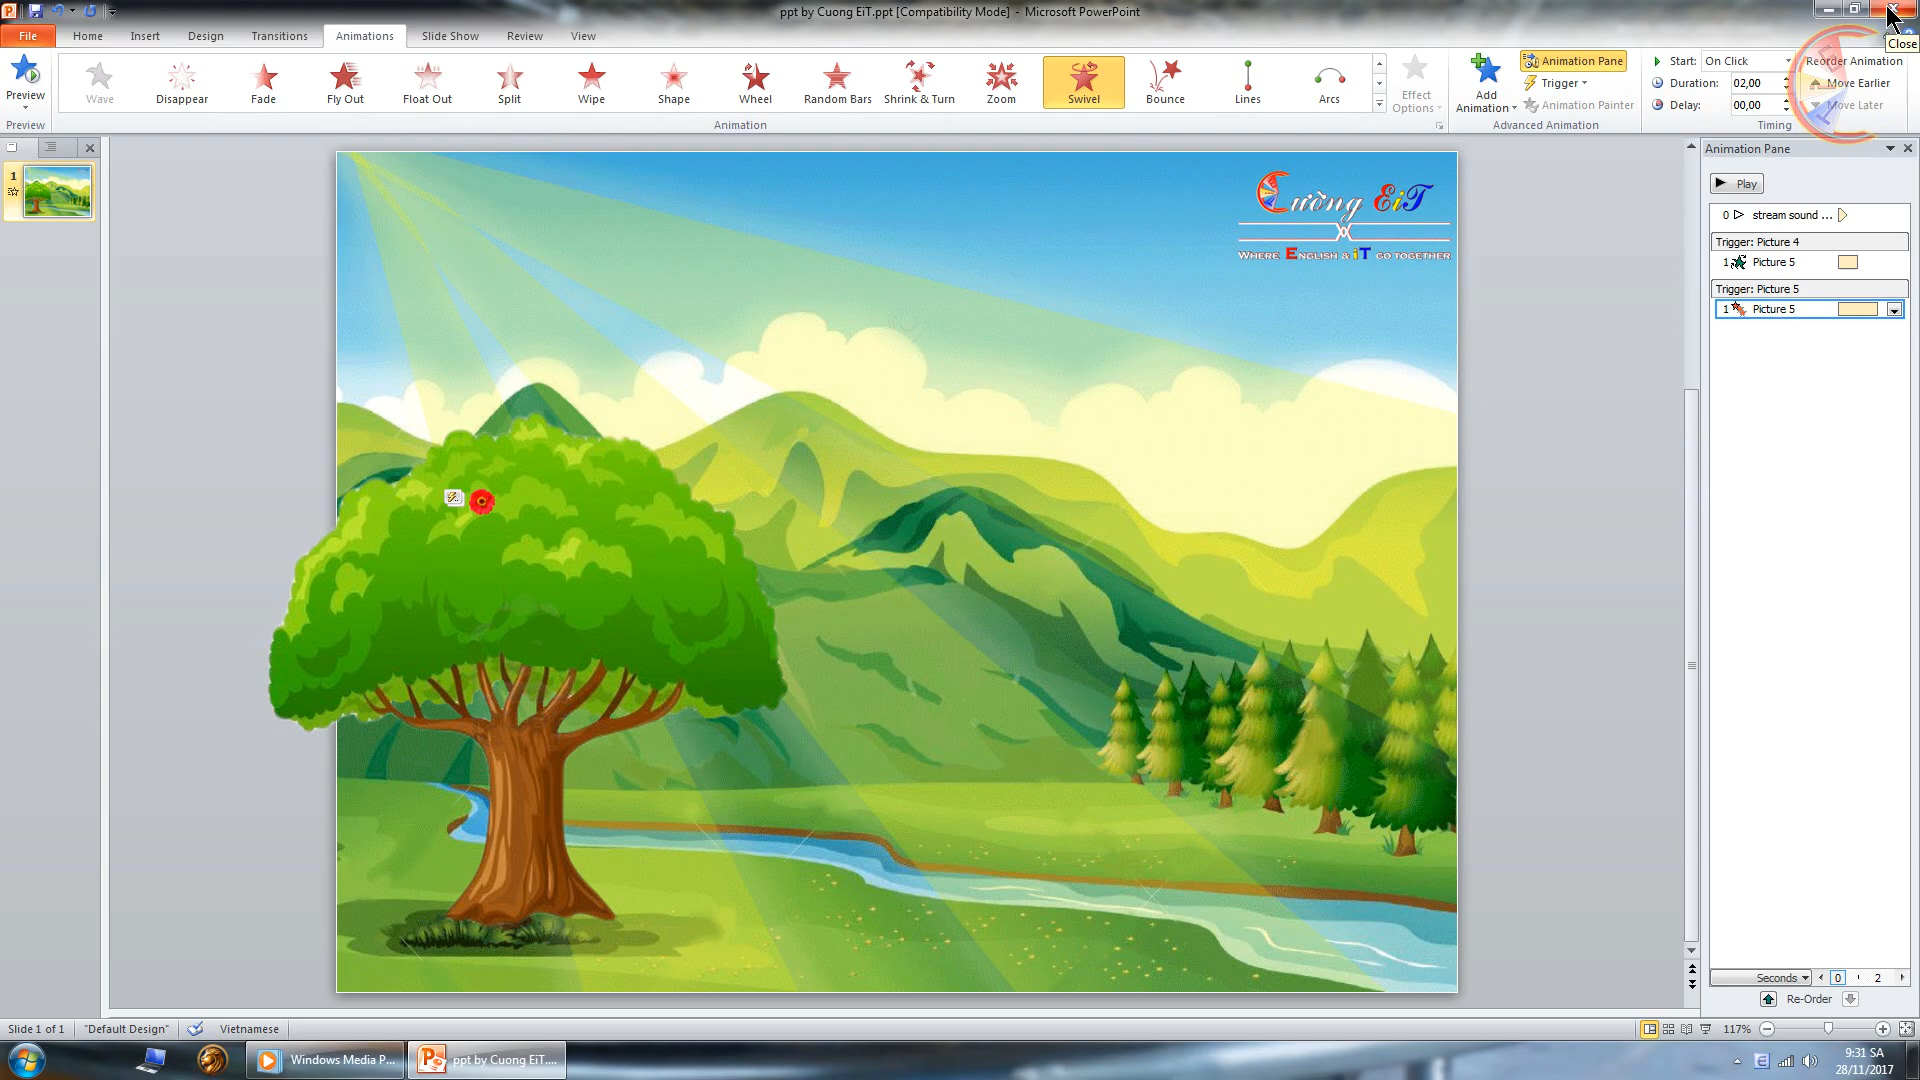 ppt by Cuong EiT.ppt [Compatibility Mode] - Microsoft PowerPoint
File Home Insert Design Transitions Animations Slide Show Review View
Close
Preview
Wave Disappear Fade Fly Out Float Out Split Wipe Shape Wheel Random Bars Shrink & Turn Zoom Swivel Bounce Lines Arcs
Effect Options
Add Animation
Animation Pane
Trigger
Animation Painter
Start: On Click
Duration: 02,00
Delay: 00,00
Reorder Animation
Move Earlier
Move Later
Preview Animation Advanced Animation Timing
1
Cường EiT
WHERE ENGLISH & iT GO TOGETHER
Animation Pane
Play
0 stream sound ...
Trigger: Picture 4
1 Picture 5
Trigger: Picture 5
1 Picture 5
Seconds 0 2
Re-Order
Slide 1 of 1 "Default Design" Vietnamese 117%
Windows Media P... ppt by Cuong EiT....
9:31 SA
28/11/2017